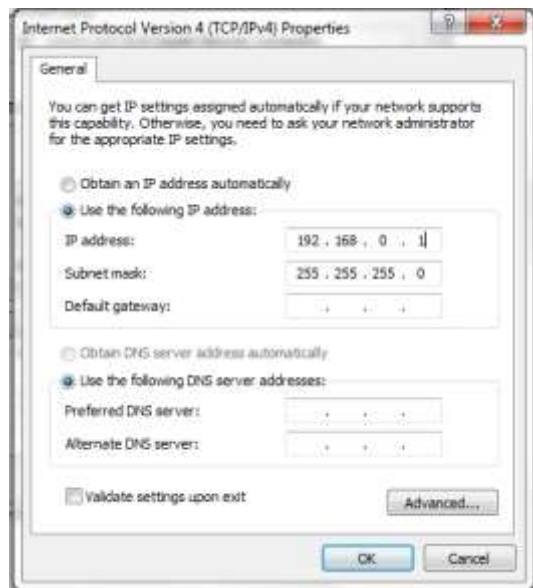 Internet Protocol Version 4 (TCP/IPv4) Properties
General
You can get IP settings assigned automatically if your network supports
this capability. Otherwise, you need to ask your network administrator
for the appropriate IP settings.
Obtain an IP address automatically
Use the following IP address:
IP address: 192 . 168 . 0 . 1
Subnet mask: 255 . 255 . 255 . 0
Default gateway: . . .
Obtain DNS server address automatically
Use the following DNS server addresses:
Preferred DNS server: . . .
Alternate DNS server: . . .
Validate settings upon exit
Advanced...
OK Cancel